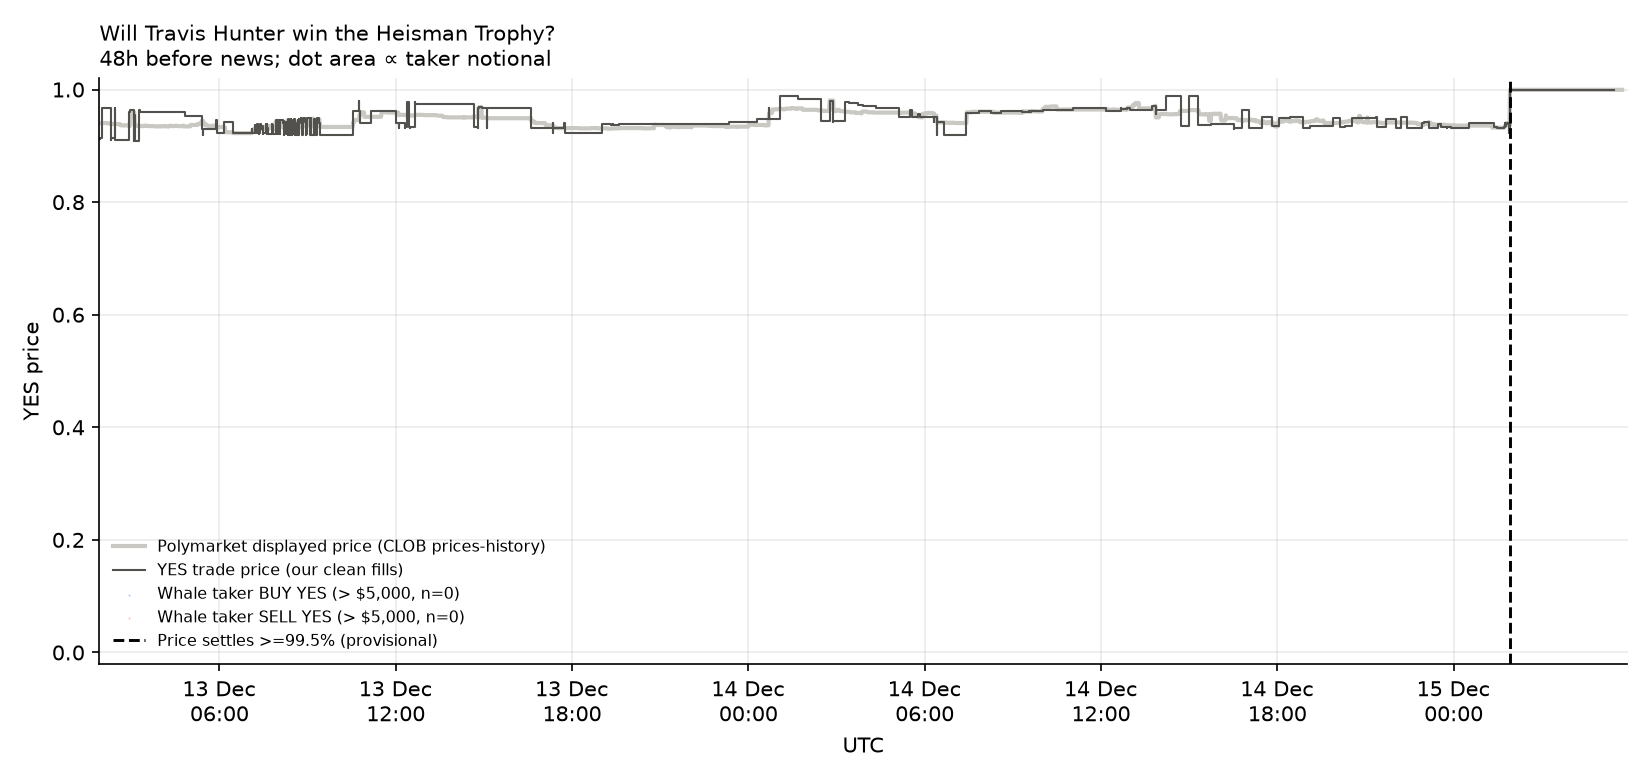 Will Travis Hunter win the Heisman Trophy?
48h before news; dot area ∝ taker notional
YES price
1.0
0.8
0.6
0.4
0.2
0.0
Polymarket displayed price (CLOB prices-history)
YES trade price (our clean fills)
Whale taker BUY YES (> $5,000, n=0)
Whale taker SELL YES (> $5,000, n=0)
Price settles >=99.5% (provisional)
13 Dec
06:00
13 Dec
12:00
13 Dec
18:00
14 Dec
00:00
14 Dec
06:00
14 Dec
12:00
14 Dec
18:00
15 Dec
00:00
UTC